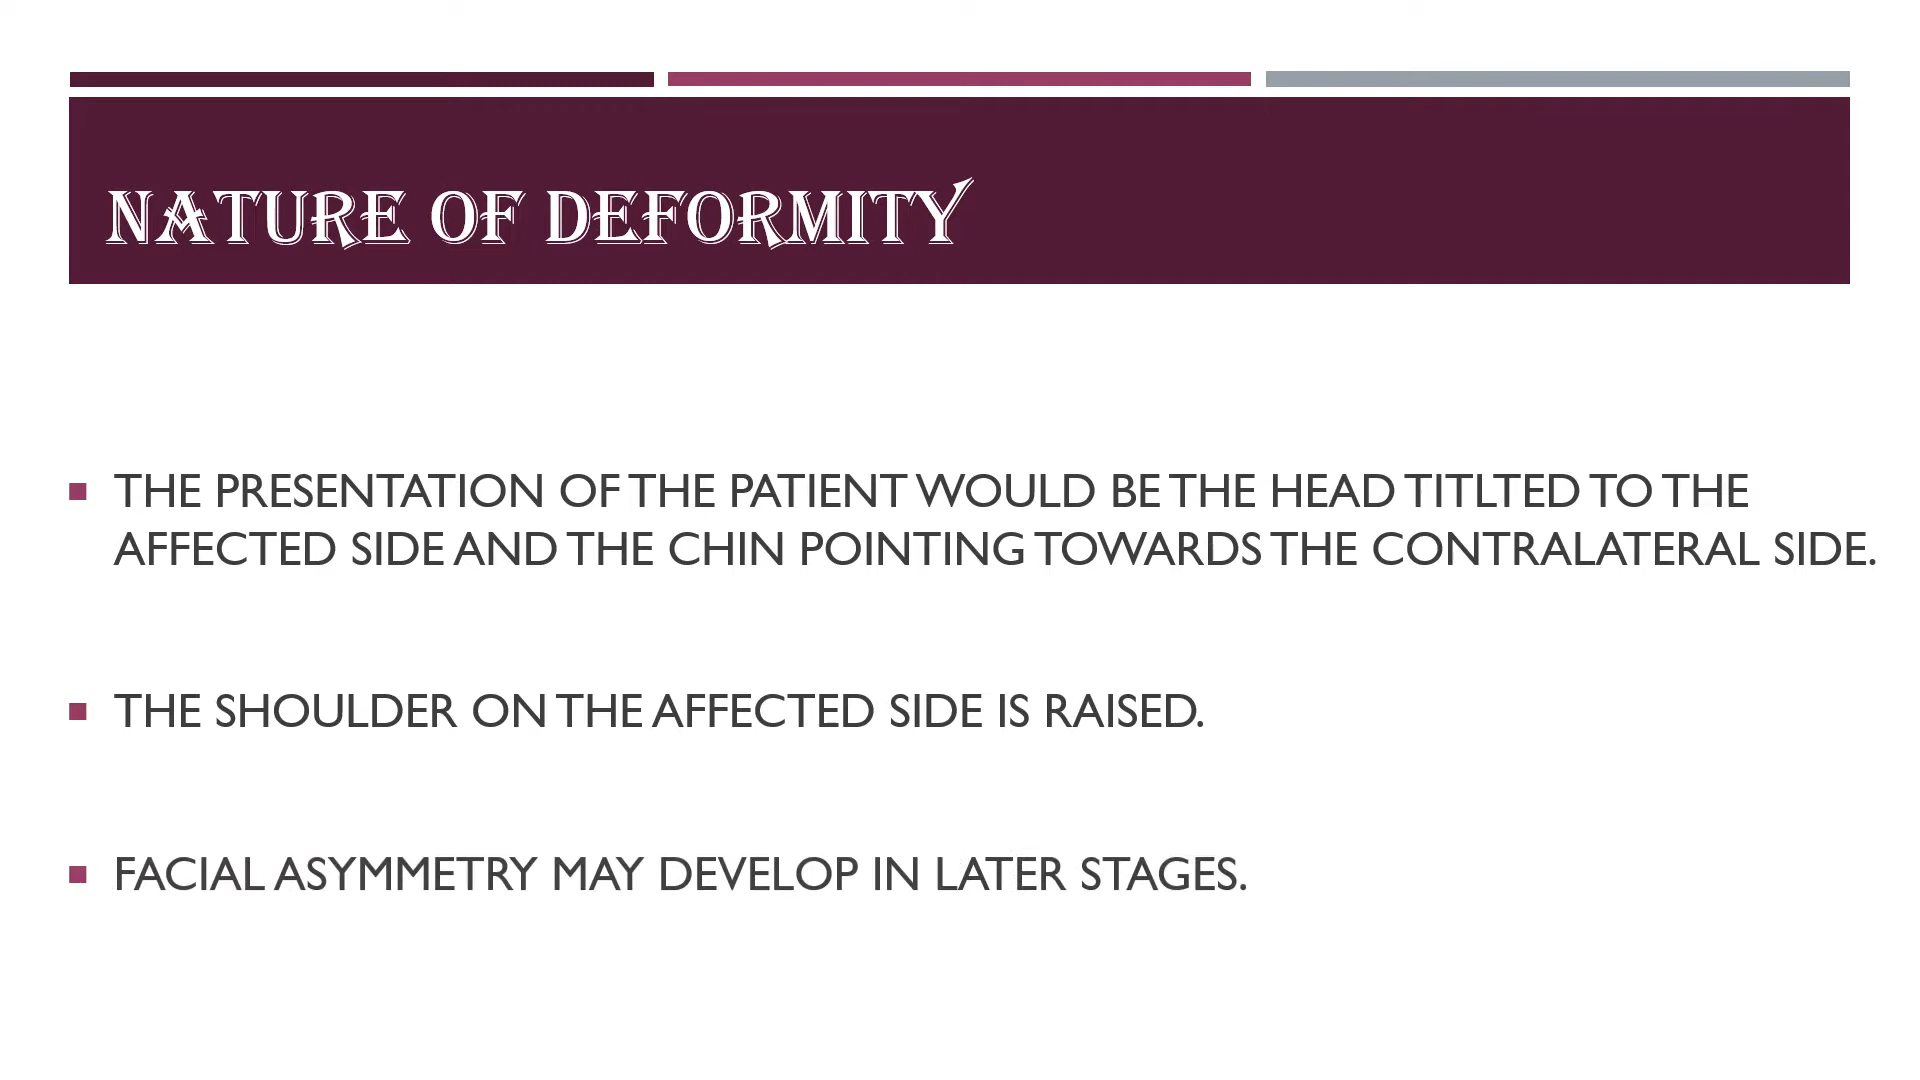 NATURE OF DEFORMITY
THE PRESENTATION OF THE PATIENT WOULD BE THE HEAD TITLTED TO THE
AFFECTED SIDE AND THE CHIN POINTING TOWARDS THE CONTRALATERAL SIDE.
THE SHOULDER ON THE AFFECTED SIDE IS RAISED.
FACIAL ASYMMETRY MAY DEVELOP IN LATER STAGES.